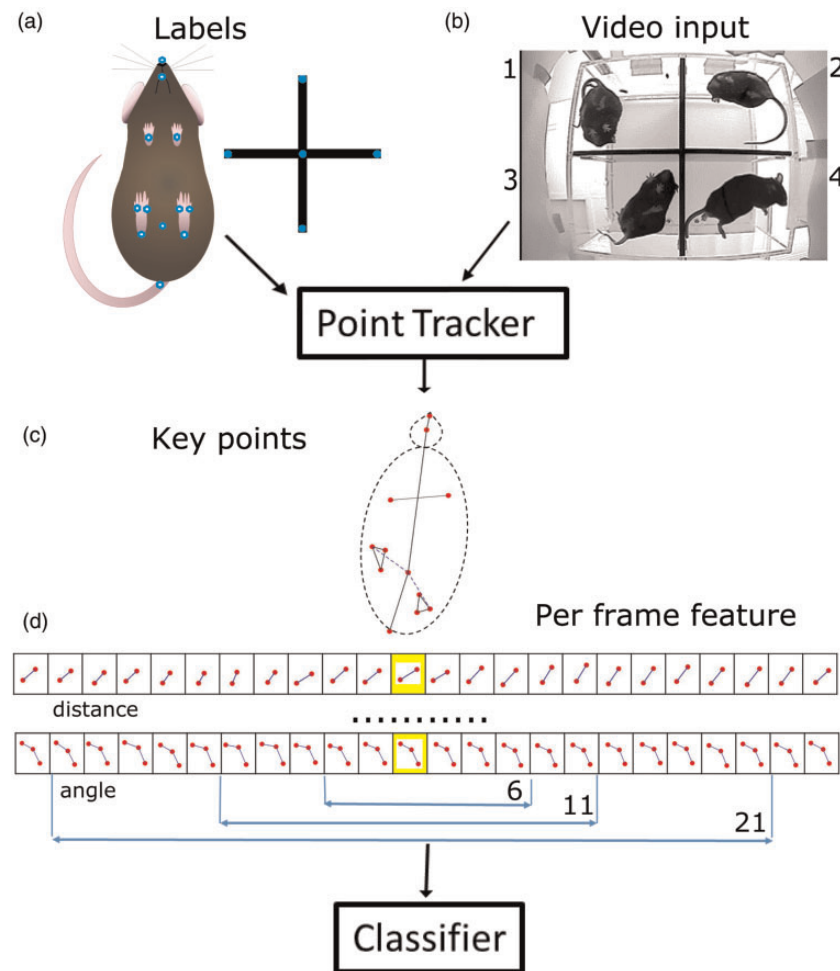 (a)
Labels
(b)
Video input
1
2
3
4
Point Tracker
(c)
Key points
(d)
Per frame feature
distance
...........
angle
6
11
21
Classifier